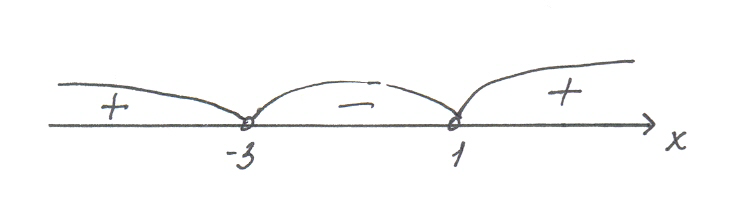 + − +
-3 1 x